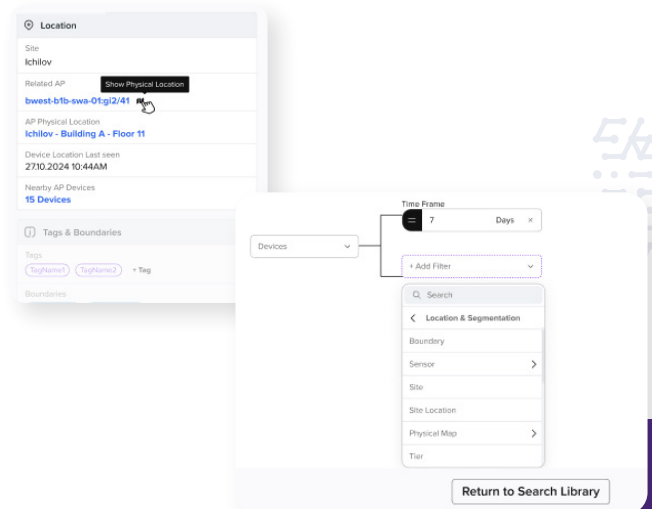 Location
Site
Ichilov
Related AP
Show Physical Location
bwest-b1b-swa-01:gi2/41
AP Physical Location
Ichilov - Building A - Floor 11
Device Location Last seen
27.10.2024 10:44AM
Nearby AP Devices
15 Devices
Tags & Boundaries
Tags
TagName1 TagName2 + Tag
Boundaries
Time Frame
= 7 Days ×
Devices
+ Add Filter
Search
Location & Segmentation
Boundary
Sensor
Site
Site Location
Physical Map
Tier
Return to Search Library